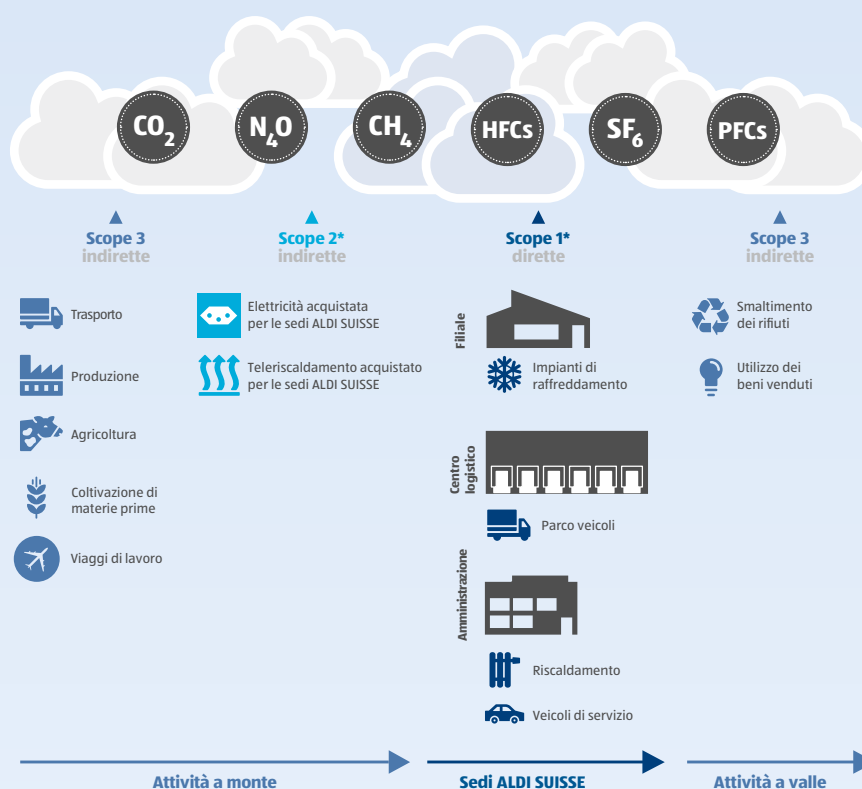 CO2
N4O
CH4
HFCs
SF6
PFCs
Scope 3
indirette
Scope 2*
indirette
Scope 1*
dirette
Scope 3
indirette
Trasporto
Produzione
Agricoltura
Coltivazione di
materie prime
Viaggi di lavoro
Elettricità acquistata
per le sedi ALDI SUISSE
Teleriscaldamento acquistato
per le sedi ALDI SUISSE
Filiale
Impianti di
raffreddamento
Centro
logistico
Parco veicoli
Amministrazione
Riscaldamento
Veicoli di servizio
Smaltimento
dei rifiuti
Utilizzo dei
beni venduti
Attività a monte
Sedi ALDI SUISSE
Attività a valle